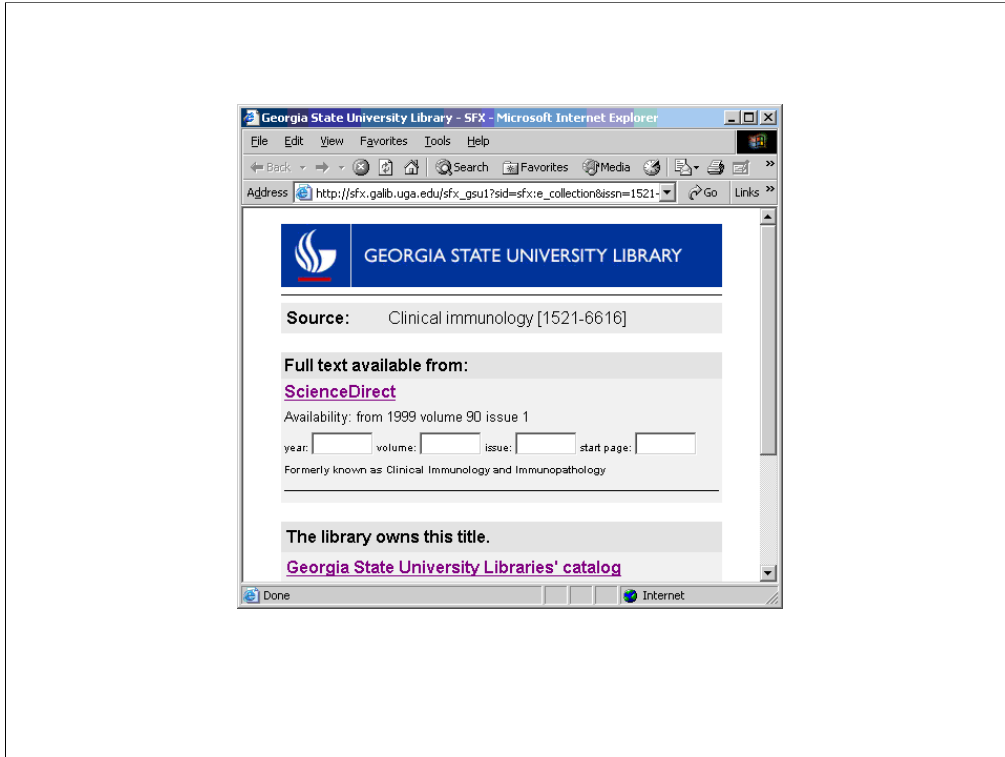 Georgia State University Library - SFX - Microsoft Internet Explorer
File Edit View Favorites Tools Help
Back Search Favorites Media »
Address http://sfx.galib.uga.edu/sfx_gsu1?sid=sfx:e_collection&issn=1521- Go Links »
GEORGIA STATE UNIVERSITY LIBRARY
Source: Clinical immunology [1521-6616]
Full text available from:
ScienceDirect
Availability: from 1999 volume 90 issue 1
year: volume: issue: start page:
Formerly known as Clinical Immunology and Immunopathology
The library owns this title.
Georgia State University Libraries' catalog
Done Internet